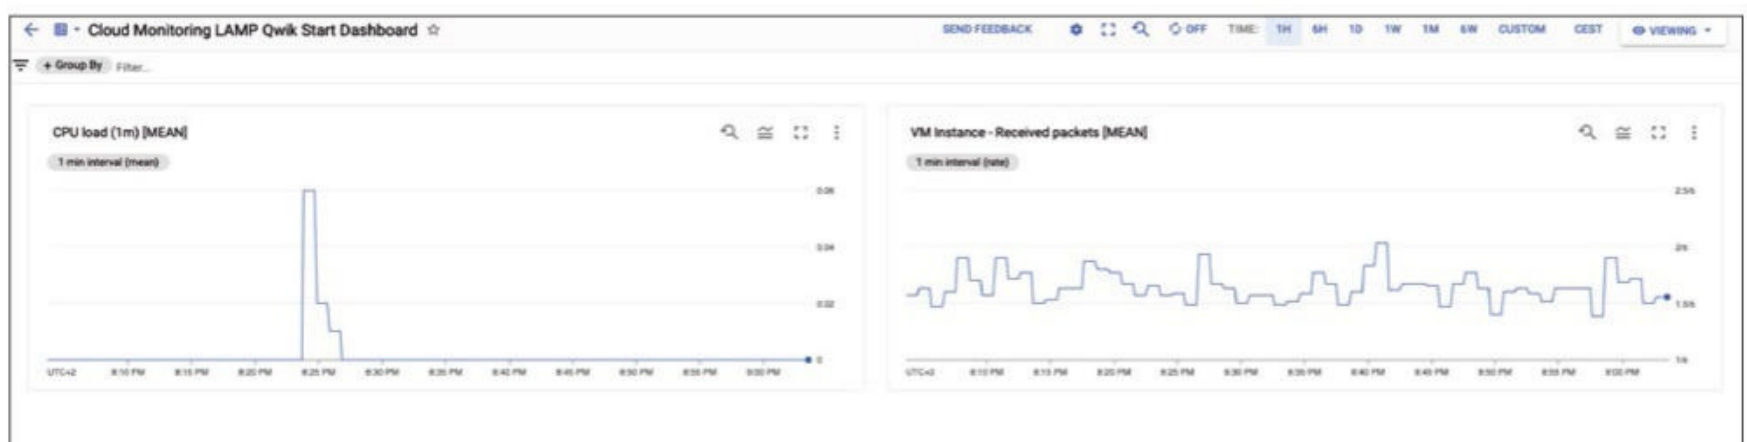 Cloud Monitoring LAMP Qwik Start Dashboard
SEND FEEDBACK OFF TIME: 1H 6H 1D 1W 1M 6W CUSTOM CEST VIEWING
+ Group By Filter...
CPU load (1m) [MEAN]
1 min interval (mean)
0.06
0.04
0.02
0
UTC+2 8:10 PM 8:15 PM 8:20 PM 8:25 PM 8:30 PM 8:35 PM 8:40 PM 8:45 PM 8:50 PM 8:55 PM 9:00 PM
VM Instance - Received packets [MEAN]
1 min interval (rate)
2.5/s
2/s
1.5/s
1/s
UTC+2 8:10 PM 8:15 PM 8:20 PM 8:25 PM 8:30 PM 8:35 PM 8:40 PM 8:45 PM 8:50 PM 8:55 PM 9:00 PM